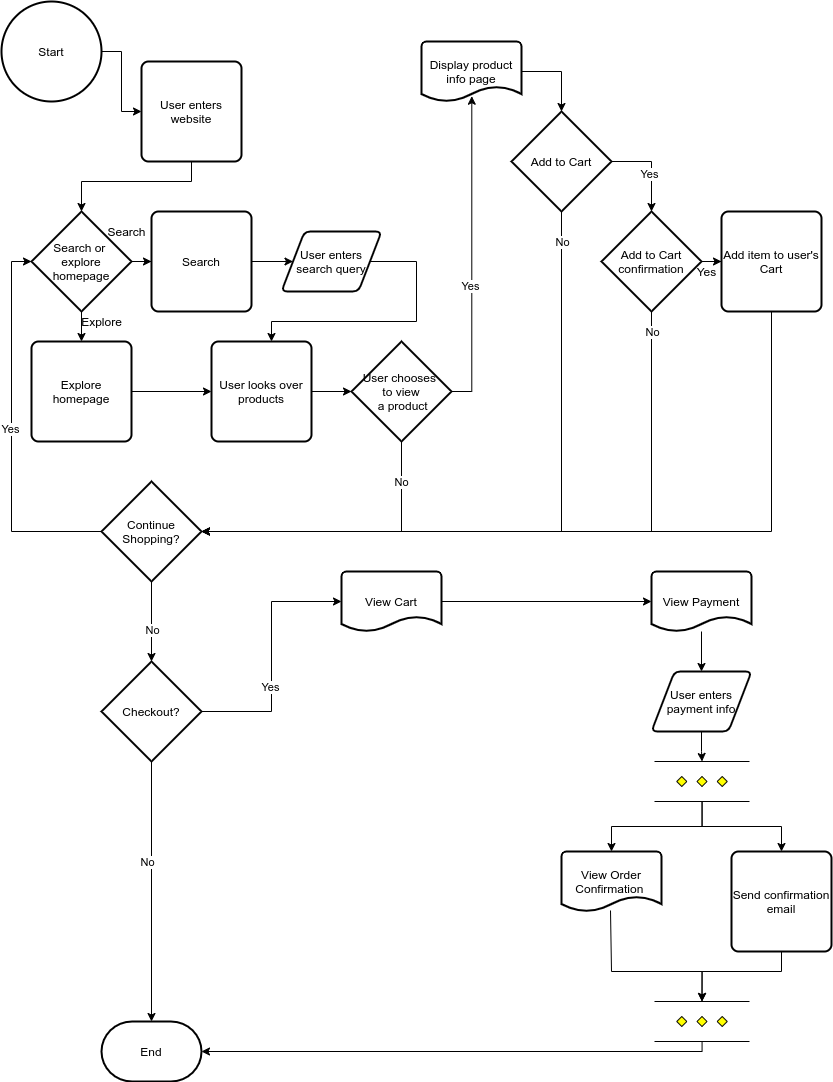 Start
User enters
website
Display product
info page
Add to Cart
Yes
No
Search or
explore
homepage
Search
Search
User enters
search query
Add to Cart
confirmation
Yes
Add item to user's
Cart
No
Explore
Yes
Explore
homepage
User looks over
products
User chooses
to view
a product
Yes
No
Continue
Shopping?
No
View Cart
View Payment
Checkout?
Yes
User enters
payment info
No
View Order
Confirmation
Send confirmation
email
End